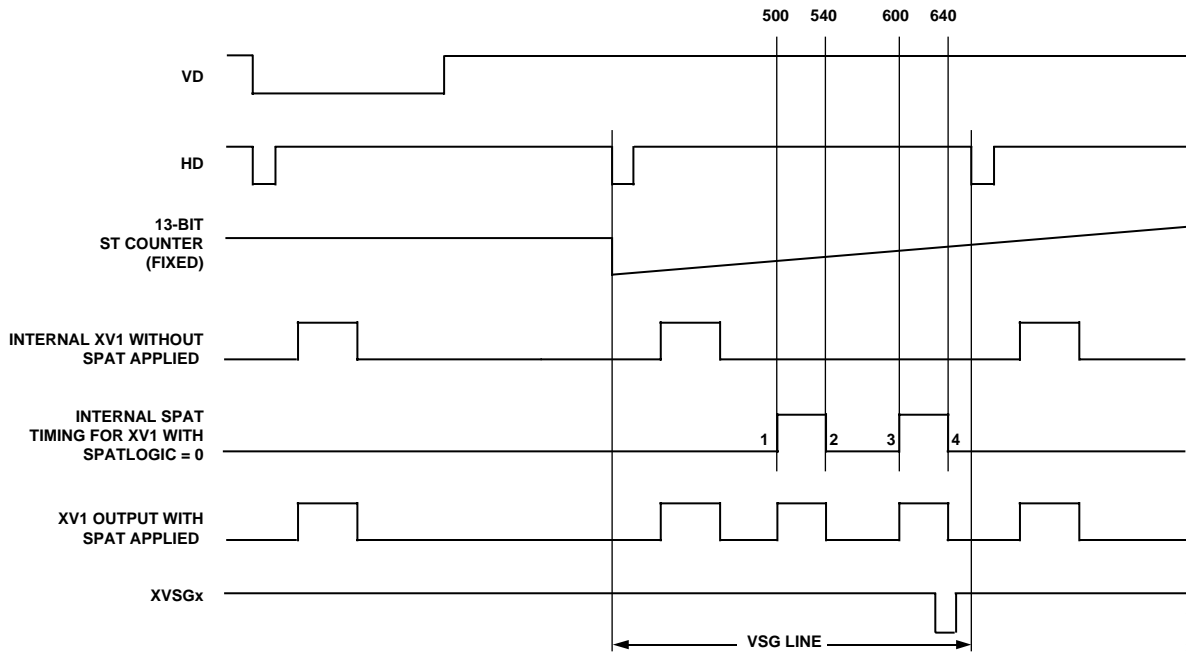 500 540 600 640
VD
HD
13-BIT
ST COUNTER
(FIXED)
INTERNAL XV1 WITHOUT
SPAT APPLIED
INTERNAL SPAT
TIMING FOR XV1 WITH
SPATLOGIC = 0
1 2 3 4
XV1 OUTPUT WITH
SPAT APPLIED
XVSGx
VSG LINE